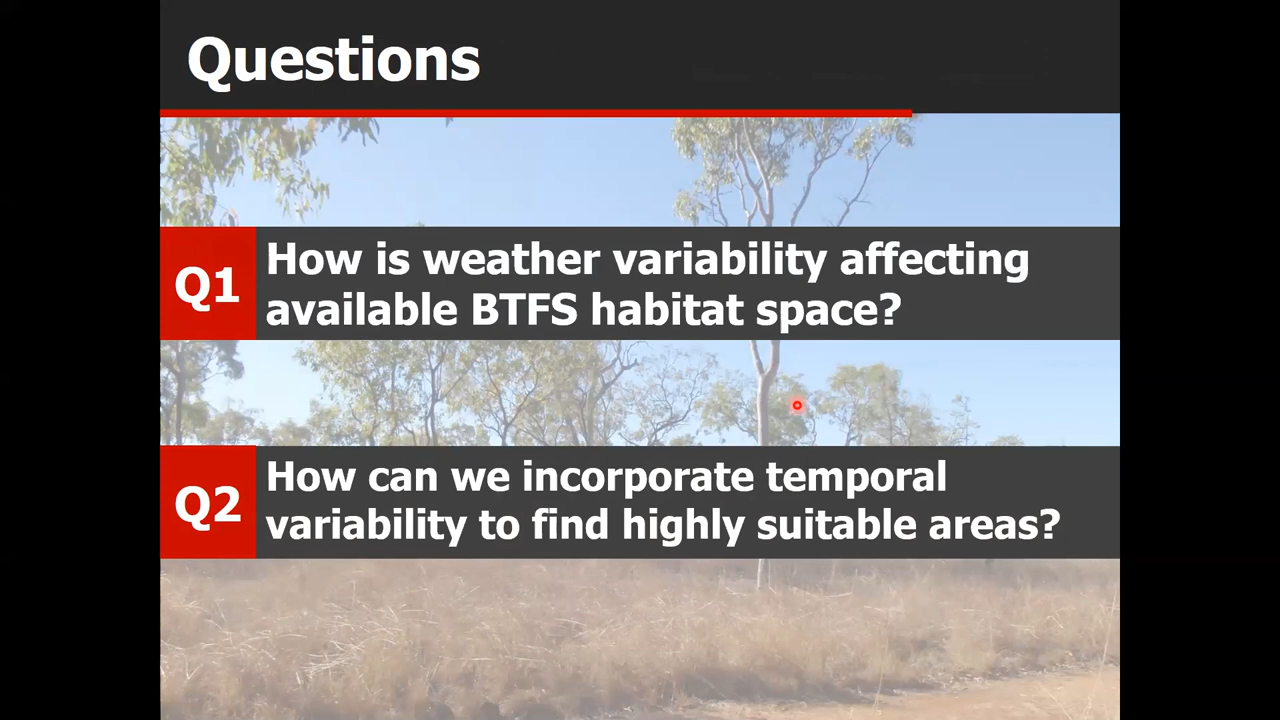 Questions
Q1
How is weather variability affecting
available BTFS habitat space?
Q2
How can we incorporate temporal
variability to find highly suitable areas?